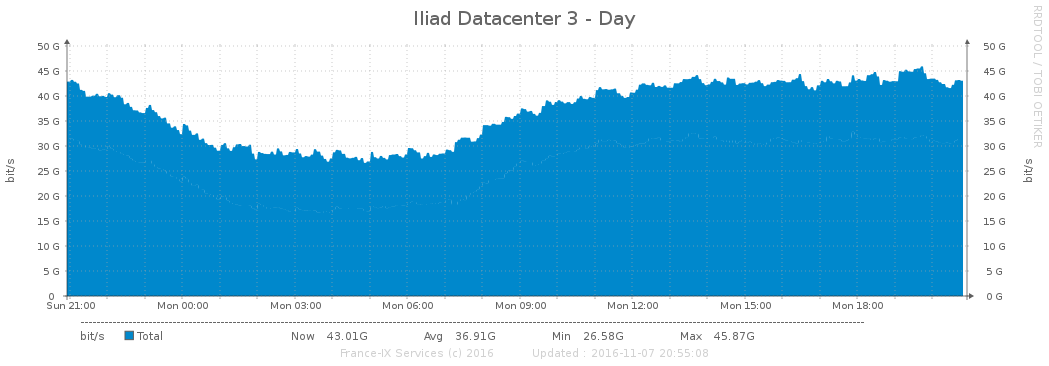 Iliad Datacenter 3 - Day
RRDTOOL / TOBI OETIKER
bit/s
50 G 50 G
45 G 45 G
40 G 40 G
35 G 35 G
30 G 30 G
25 G 25 G
20 G 20 G
15 G 15 G
10 G 10 G
5 G 5 G
0 0 G
bit/s
Sun 21:00 Mon 00:00 Mon 03:00 Mon 06:00 Mon 09:00 Mon 12:00 Mon 15:00 Mon 18:00
bit/s Total Now 43.01G Avg 36.91G Min 26.58G Max 45.87G
France-IX Services (c) 2016 Updated : 2016-11-07 20:55:08